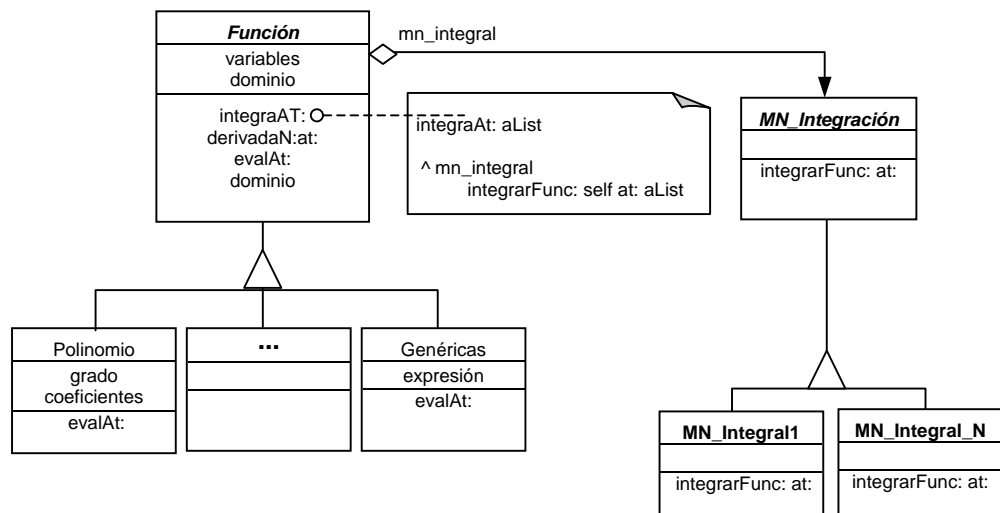 Función
variables
dominio
integraAT:
derivadaN:at:
evalAt:
dominio
mn_integral
integraAt: aList
^ mn_integral
integrarFunc: self at: aList
MN_Integración
integrarFunc: at:
Polinomio
grado
coeficientes
evalAt:
...
Genéricas
expresión
evalAt:
MN_Integral1
integrarFunc: at:
MN_Integral_N
integrarFunc: at: